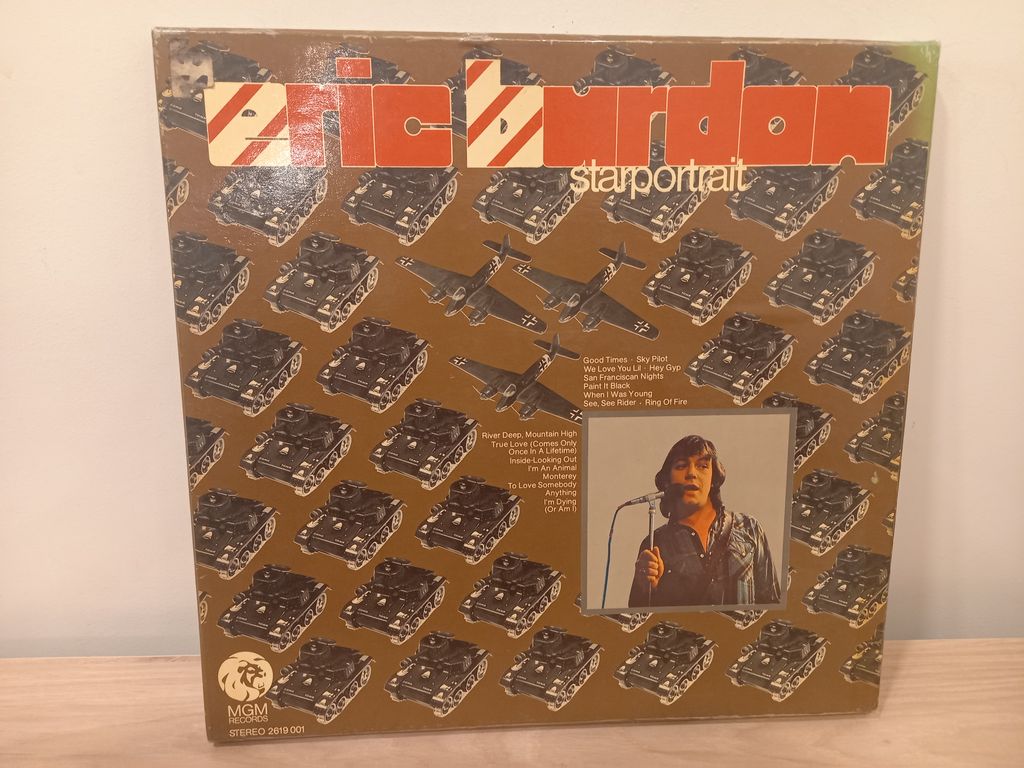 eric burdon
starportrait
Good Times · Sky Pilot
We Love You Lil · Hey Gyp
San Franciscan Nights
Paint It Black
When I Was Young
See, See Rider · Ring Of Fire
River Deep, Mountain High
True Love (Comes Only
Once In A Lifetime)
Inside-Looking Out
I'm An Animal
Monterey
To Love Somebody
Anything
I'm Dying
(Or Am I)
MGM
RECORDS
STEREO 2619 001